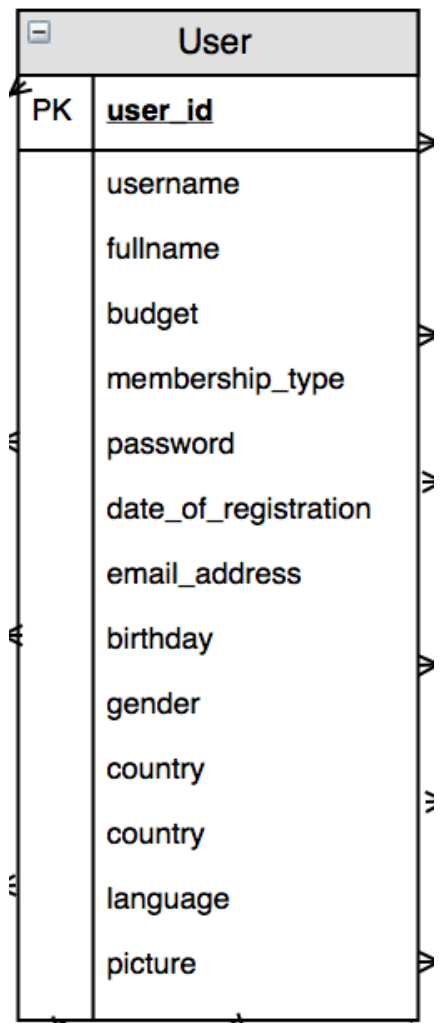 User
PK user_id
username
fullname
budget
membership_type
password
date_of_registration
email_address
birthday
gender
country
country
language
picture